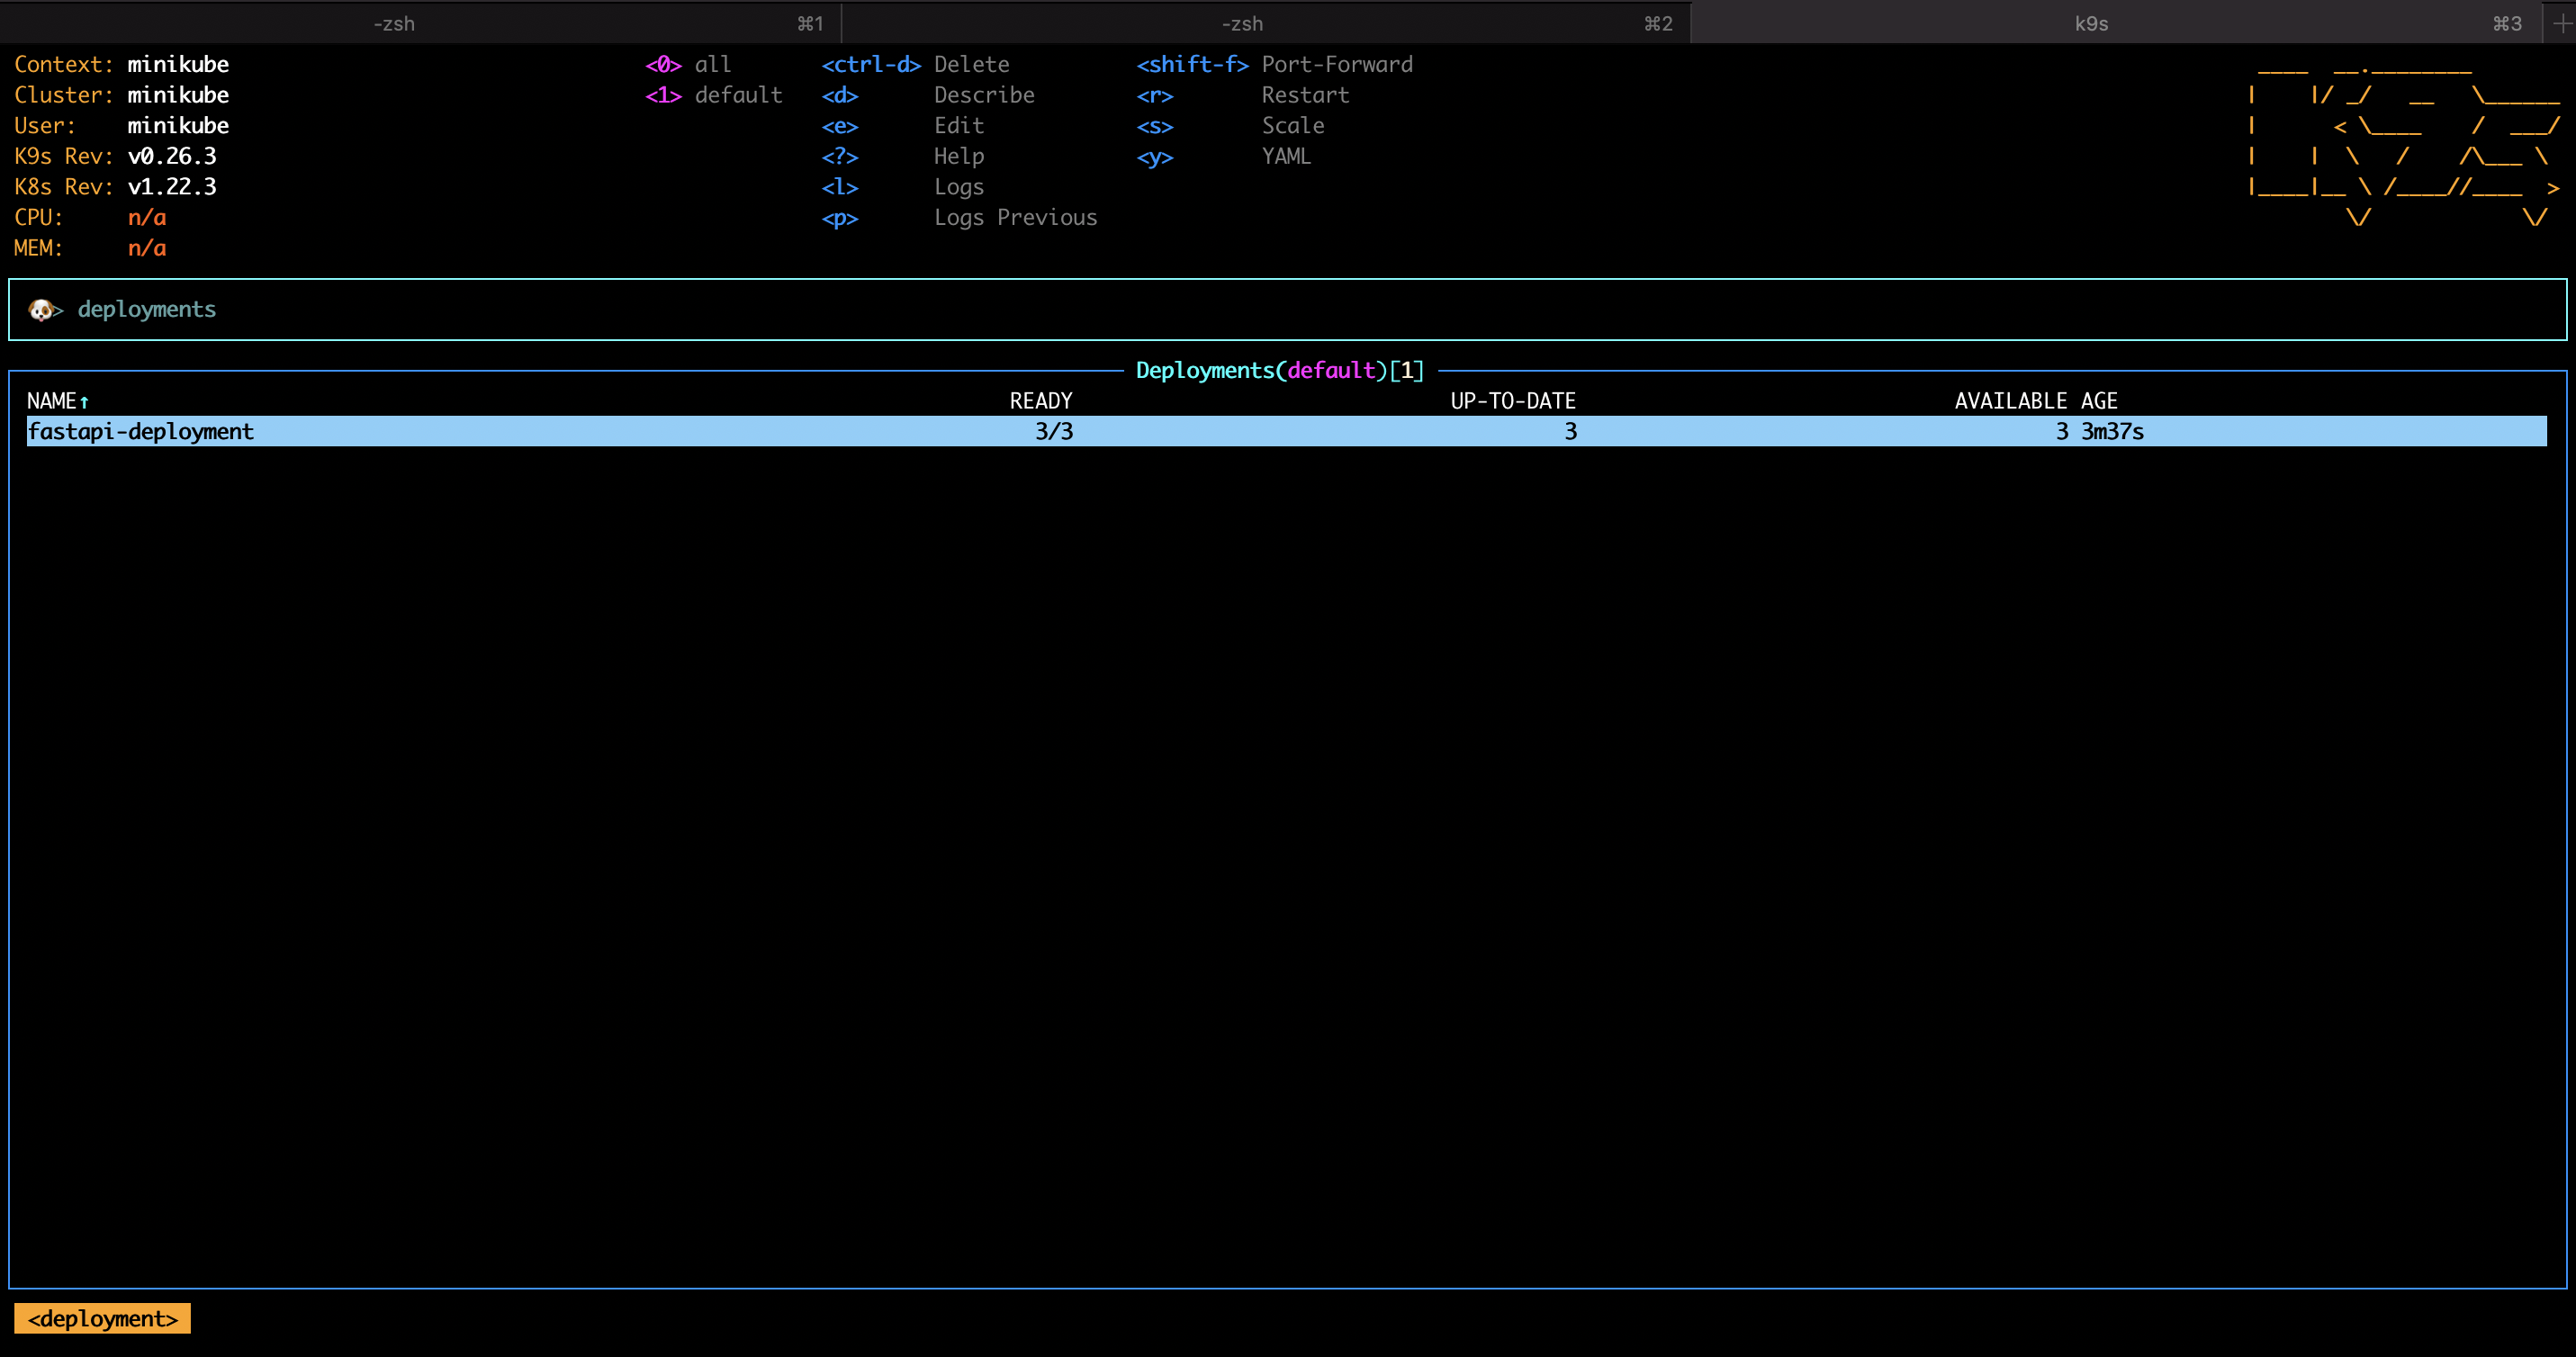 -zsh ⌘1 -zsh ⌘2 k9s ⌘3 +
Context: minikube <0> all <ctrl-d> Delete <shift-f> Port-Forward
Cluster: minikube <1> default <d> Describe <r> Restart
User: minikube <e> Edit <s> Scale
K9s Rev: v0.26.3 <?> Help <y> YAML
K8s Rev: v1.22.3 <l> Logs
CPU: n/a <p> Logs Previous
MEM: n/a
🐶> deployments
Deployments(default)[1]
NAME↑ READY UP-TO-DATE AVAILABLE AGE
fastapi-deployment 3/3 3 3 3m37s
<deployment>